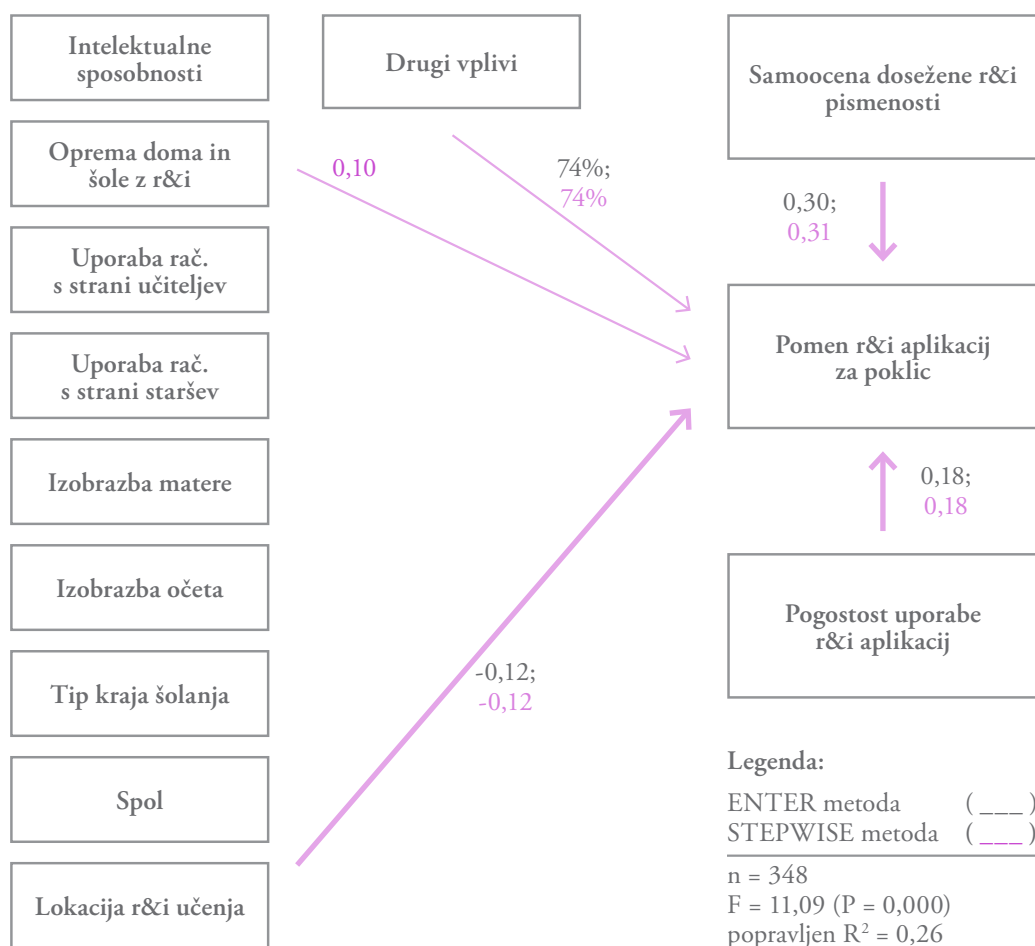 Intelektualne
sposobnosti
Oprema doma in
šole z r&i
Uporaba rač.
s strani učiteljev
Uporaba rač.
s strani staršev
Izobrazba matere
Izobrazba očeta
Tip kraja šolanja
Spol
Lokacija r&i učenja
Drugi vplivi
0,10
74%;
74%
-0,12;
-0,12
Samoocena dosežene r&i
pismenosti
0,30;
0,31
Pomen r&i aplikacij
za poklic
0,18;
0,18
Pogostost uporabe
r&i aplikacij
Legenda:
ENTER metoda ( ___ )
STEPWISE metoda ( ___ )
n = 348
F = 11,09 (P = 0,000)
popravljen R² = 0,26